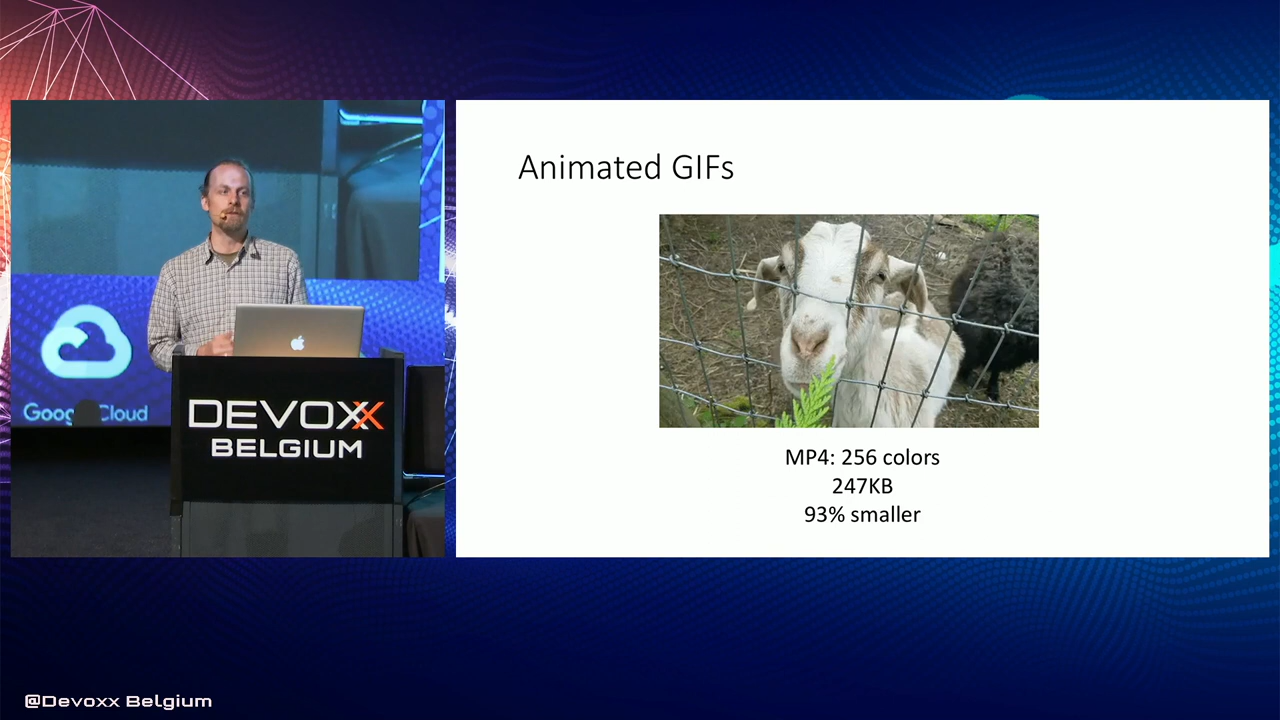 Animated GIFs
MP4: 256 colors
247KB
93% smaller
Google Cloud
DEVOXX
BELGIUM
@Devoxx Belgium